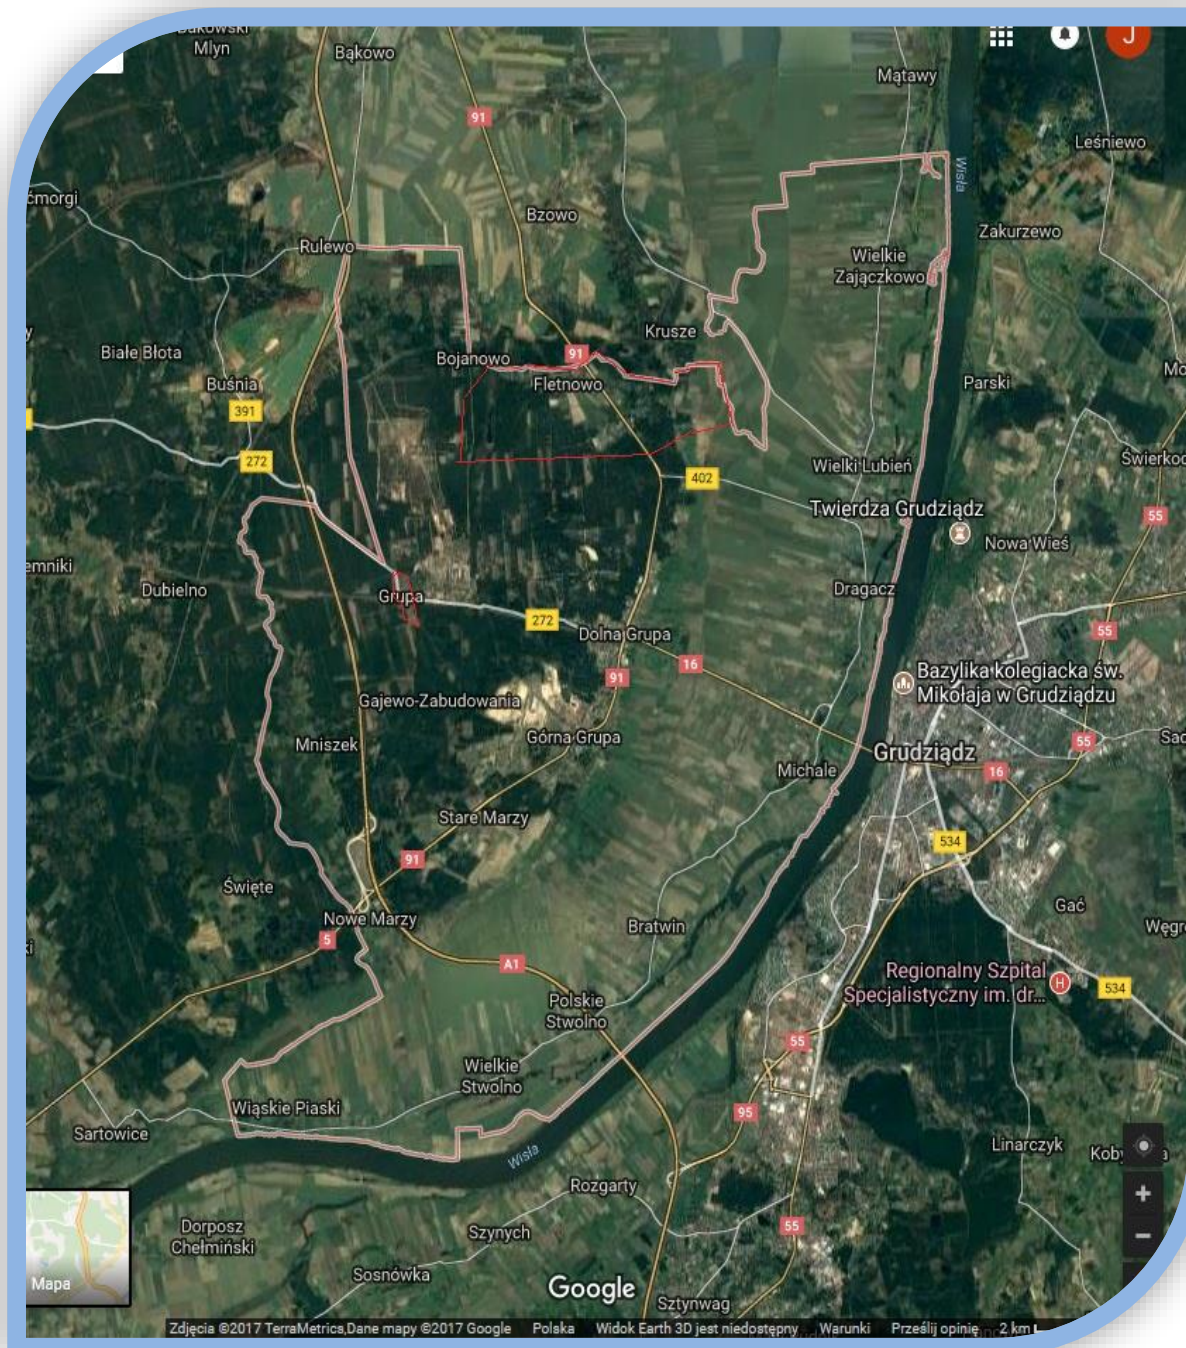 Bąkowski
Młyn
Bąkowo
J
Mątawy
91
Leśniewo
Wisła
Bzowo
Zakurzewo
Rulewo
Wielkie
Zajączkowo
Krusze
Białe Błota
Bojanowo
91
Fletnowo
Parski
Buśnia
391
272
Wielki Lubień
402
Twierdza Grudziądz
55
Nowa Wieś
Dubielno
Grupa
Dragacz
272
Dolna Grupa
55
16
91
Bazylika kolegiacka św.
Mikołaja w Grudziądzu
Gajewo-Zabudowania
Górna Grupa
Mniszek
55
Grudziądz
Michale
16
Stare Marzy
534
91
Święte
Gać
Nowe Marzy
Bratwin
5
A1
Regionalny Szpital
Specjalistyczny im. dr...
H
534
Polskie
Stwolno
55
Wielkie
Stwolno
Wiąskie Piaski
95
Sartowice
Linarczyk
Wisła
Rozgarty
Dorposz
Chełmiński
Szynych
55
Sosnówka
Mapa
Google
Sztynwag
Zdjęcia ©2017 TerraMetrics,Dane mapy ©2017 Google Polska Widok Earth 3D jest niedostępny Warunki Prześlij opinię 2 km